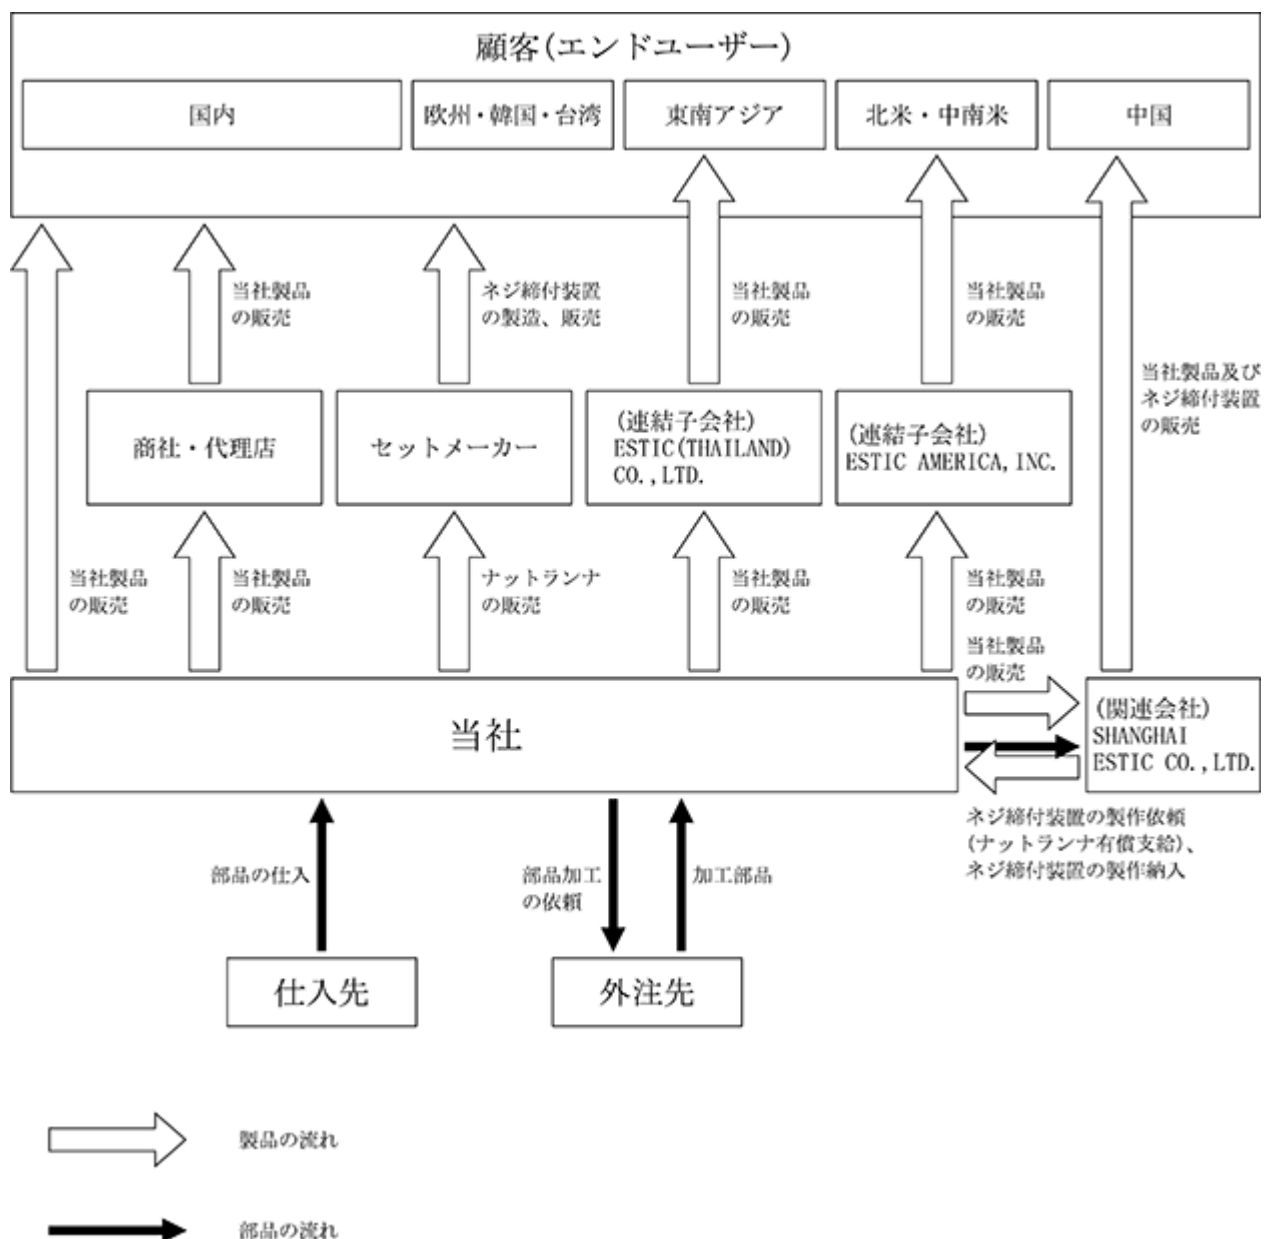 顧客(エンドユーザー)
国内
欧州・韓国・台湾
東南アジア
北米・中南米
中国
当社製品
の販売
ネジ締付装置
の製造、販売
当社製品
の販売
当社製品
の販売
当社製品及び
ネジ締付装置
の販売
商社・代理店
セットメーカー
(連結子会社)
ESTIC(THAILAND)
CO.,LTD.
(連結子会社)
ESTIC AMERICA,INC.
当社製品
の販売
当社製品
の販売
ナットランナ
の販売
当社製品
の販売
当社製品
の販売
当社製品
の販売
当社
(関連会社)
SHANGHAI
ESTIC CO.,LTD.
ネジ締付装置の製作依頼
(ナットランナ有償支給)、
ネジ締付装置の製作納入
部品の仕入
部品加工
の依頼
加工部品
仕入先
外注先
製品の流れ
部品の流れ